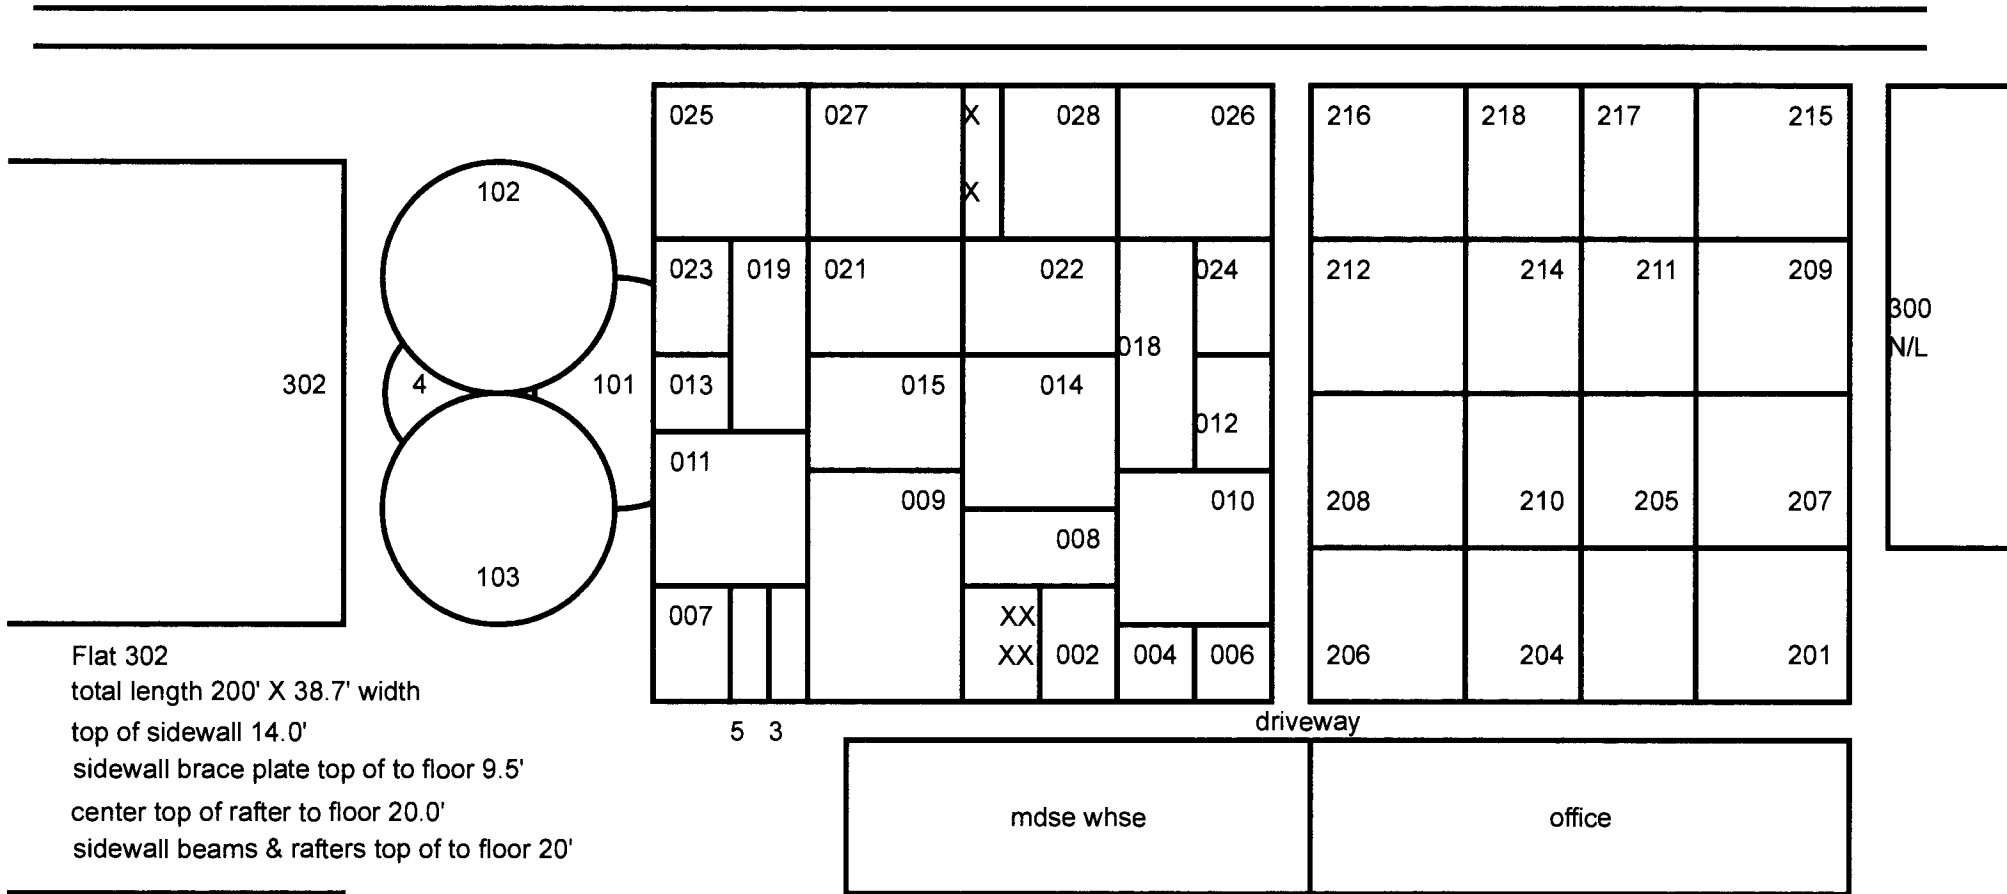 025 027 X 028 026 216 218 217 215
102 X
023 019 021 022 024 212 214 211 209
300
018 N/L
302 4 101 013 015 014
012
011
009 010 208 210 205 207
008
103
007 XX
XX 002 004 006 206 204 201
5 3 driveway
Flat 302
total length 200' X 38.7' width
top of sidewall 14.0'
sidewall brace plate top of to floor 9.5'
center top of rafter to floor 20.0'
sidewall beams & rafters top of to floor 20'
mdse whse office